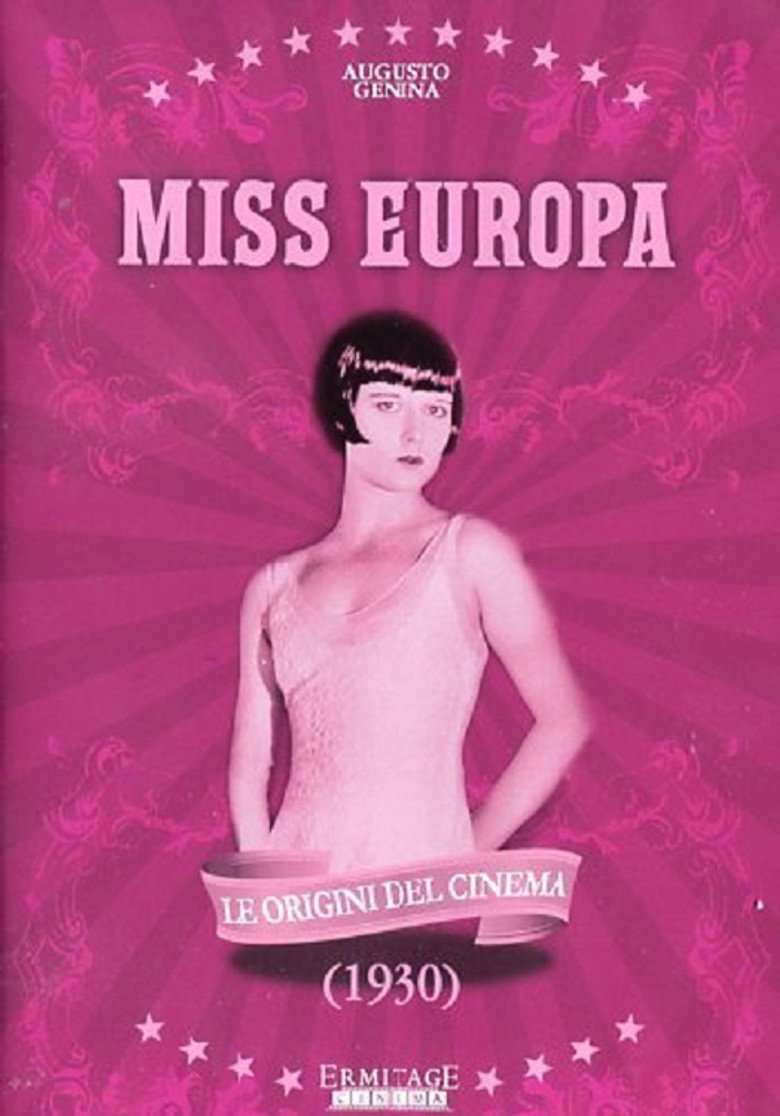 AUGUSTO
GENINA
MISS EUROPA
LE ORIGINI DEL CINEMA
(1930)
ERMITAGE
CINEMA